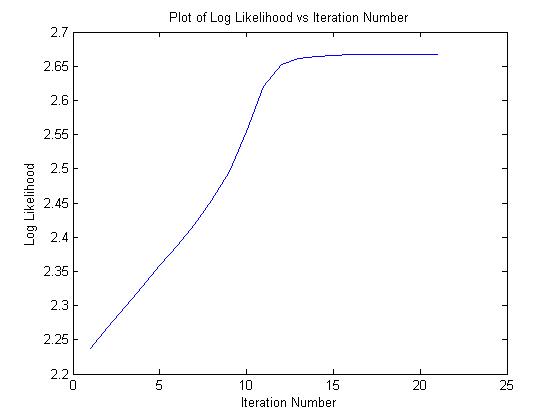 Plot of Log Likelihood vs Iteration Number
2.7
2.65
2.6
2.55
2.5
2.45
2.4
2.35
2.3
2.25
2.2
Log Likelihood
0 5 10 15 20 25
Iteration Number